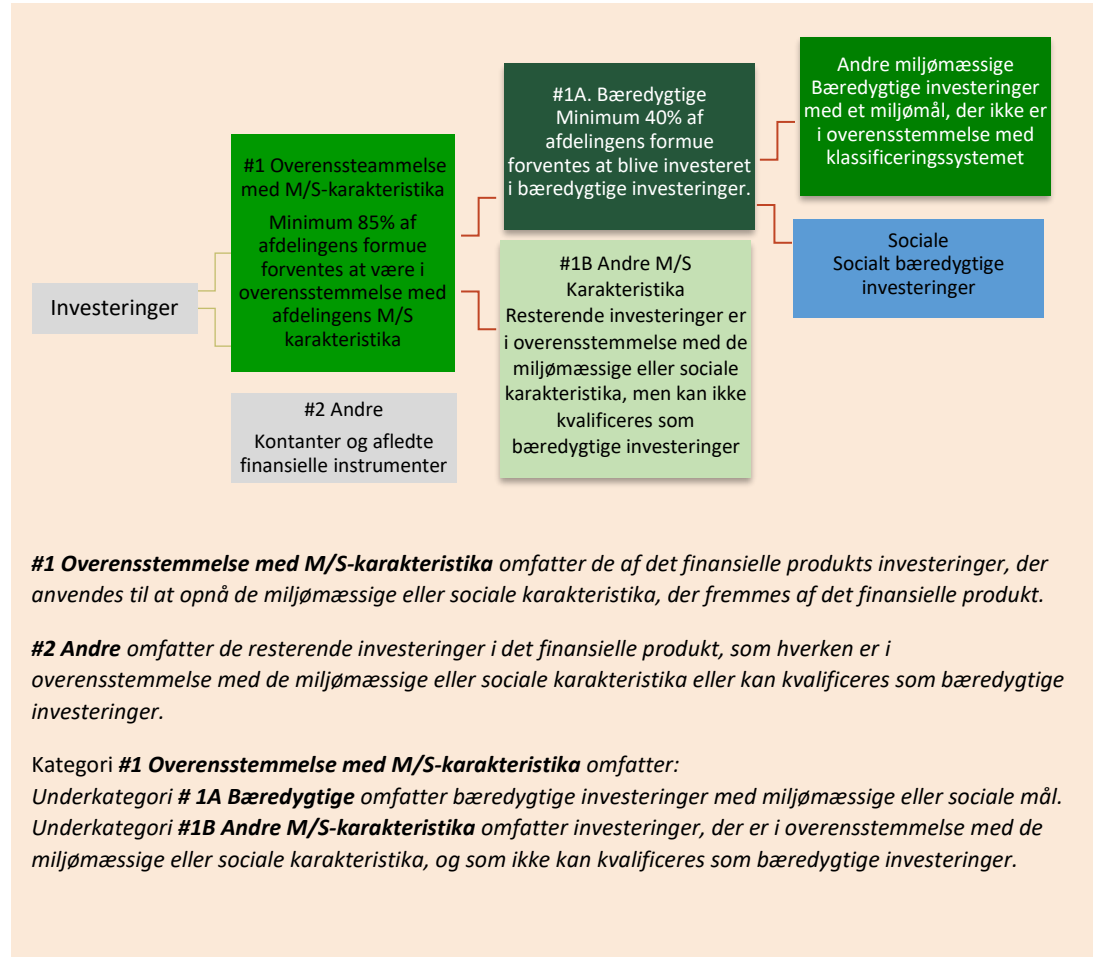 Investeringer
#1 Overenssteammelse
med M/S-karakteristika
Minimum 85% af
afdelingens formue
forventes at være i
overensstemmelse med
afdelingens M/S
karakteristika
#2 Andre
Kontanter og afledte
finansielle instrumenter
#1A. Bæredygtige
Minimum 40% af
afdelingens formue
forventes at blive investeret
i bæredygtige investeringer.
#1B Andre M/S
Karakteristika
Resterende investeringer er
i overensstemmelse med de
miljømæssige eller sociale
karakteristika, men kan ikke
kvalificeres som
bæredygtige investeringer
Andre miljømæssige
Bæredygtige investeringer
med et miljømål, der ikke er
i overensstemmelse med
klassificeringssystemet
Sociale
Socialt bæredygtige
investeringer
#1 Overensstemmelse med M/S-karakteristika omfatter de af det finansielle produkts investeringer, der
anvendes til at opnå de miljømæssige eller sociale karakteristika, der fremmes af det finansielle produkt.
#2 Andre omfatter de resterende investeringer i det finansielle produkt, som hverken er i
overensstemmelse med de miljømæssige eller sociale karakteristika eller kan kvalificeres som bæredygtige
investeringer.
Kategori #1 Overensstemmelse med M/S-karakteristika omfatter:
Underkategori # 1A Bæredygtige omfatter bæredygtige investeringer med miljømæssige eller sociale mål.
Underkategori #1B Andre M/S-karakteristika omfatter investeringer, der er i overensstemmelse med de
miljømæssige eller sociale karakteristika, og som ikke kan kvalificeres som bæredygtige investeringer.